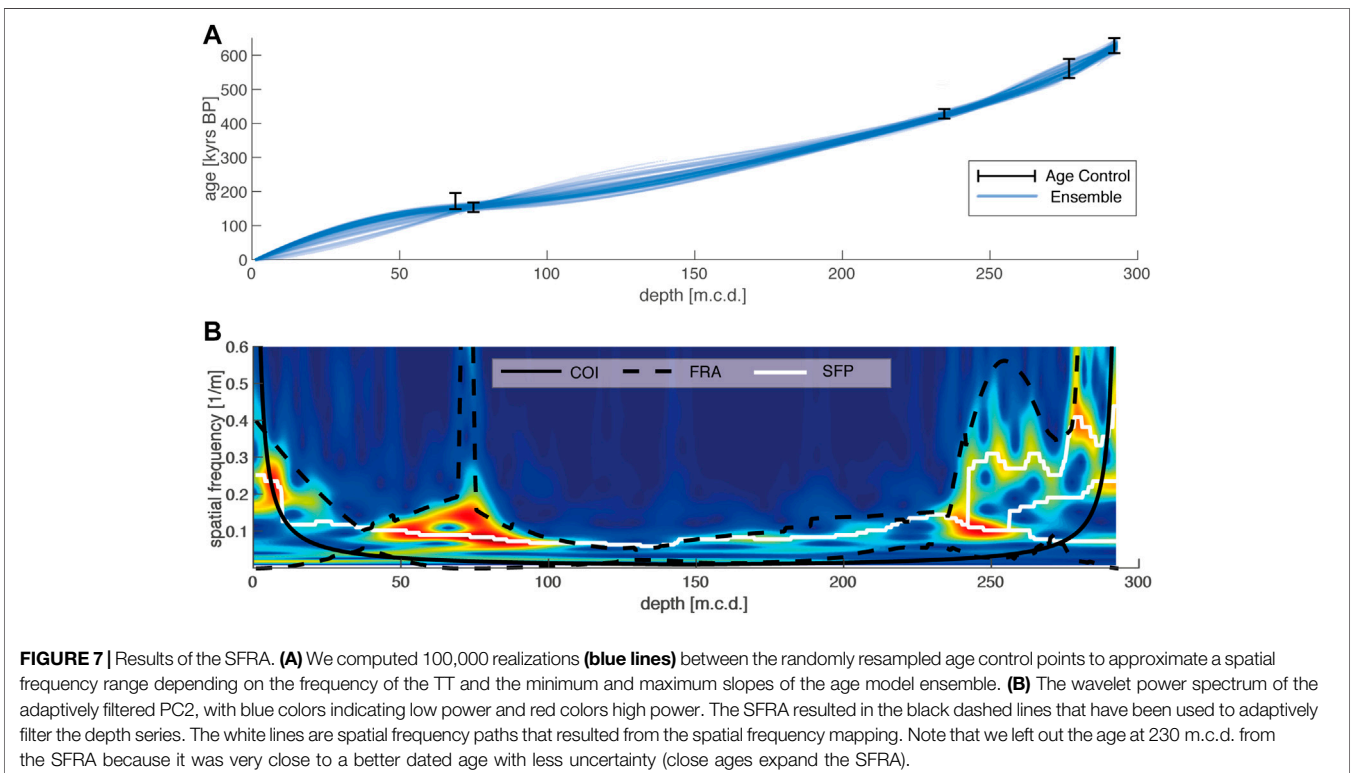 A
600
500
400
300
200
100
0
age [kyrs BP]
Age Control
Ensemble
0 50 100 150 200 250 300
depth [m.c.d.]
B
0.6
0.5
0.4
0.3
0.2
0.1
spatial frequency [1/m]
COI FRA SFP
0 50 100 150 200 250 300
depth [m.c.d.]
FIGURE 7 | Results of the SFRA. (A) We computed 100,000 realizations (blue lines) between the randomly resampled age control points to approximate a spatial
frequency range depending on the frequency of the TT and the minimum and maximum slopes of the age model ensemble. (B) The wavelet power spectrum of the
adaptively filtered PC2, with blue colors indicating low power and red colors high power. The SFRA resulted in the black dashed lines that have been used to adaptively
filter the depth series. The white lines are spatial frequency paths that resulted from the spatial frequency mapping. Note that we left out the age at 230 m.c.d. from
the SFRA because it was very close to a better dated age with less uncertainty (close ages expand the SFRA).